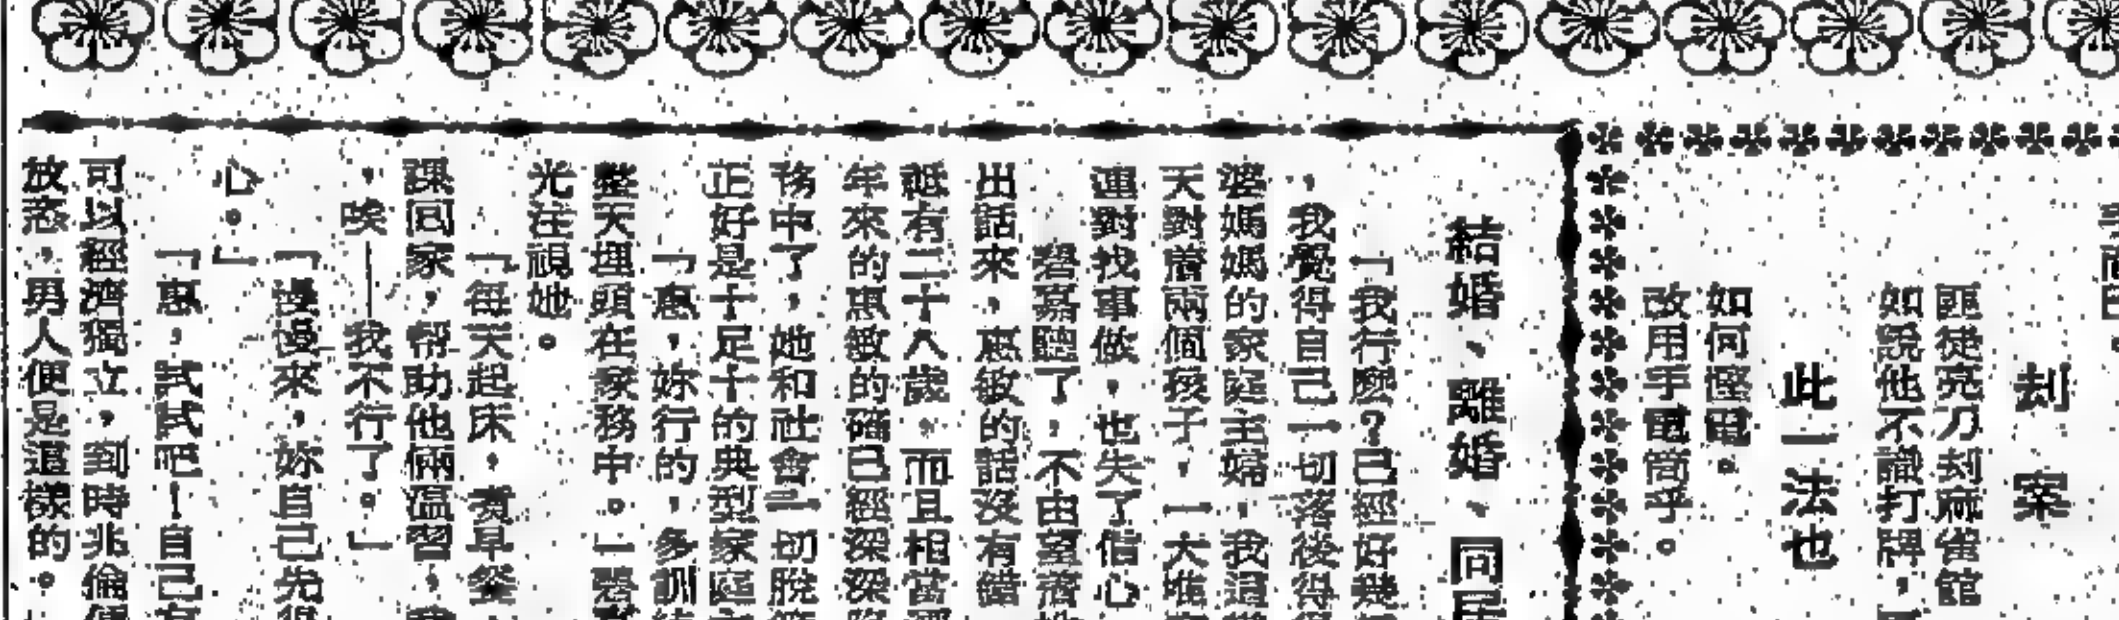 劫案
匪徒亮刀刦麻雀館
如說他不識打牌，
此一法也
如何慳電。
改用手電筒乎。
結婚、離婚、同居
「我行麽？已經好幾
，我覺得自己一切落後得
婆媽媽的家庭主婦，我這
天對着兩個孩子，一大堆
連對找事做，也失了信心
碧嘉聽了，不由望着她
出話來，惠敏的話沒有錯
祗有二十八歲，而且相當
年來的惠敏的確已經深深
務中了，她和社會一切脫
正好是十足十的典型家庭
「惠，妳行的，多訓練
整天埋頭在家務中。」碧嘉
光注視她。
「每天起床，煑早餐，
課回家，幫助他倆溫習，
，唉——我不行了。」
「慢慢來，妳自己先得
心。」
「惠，試試吧！自己有
可以經濟獨立，到時兆倫便
放恣，男人便是這樣的。